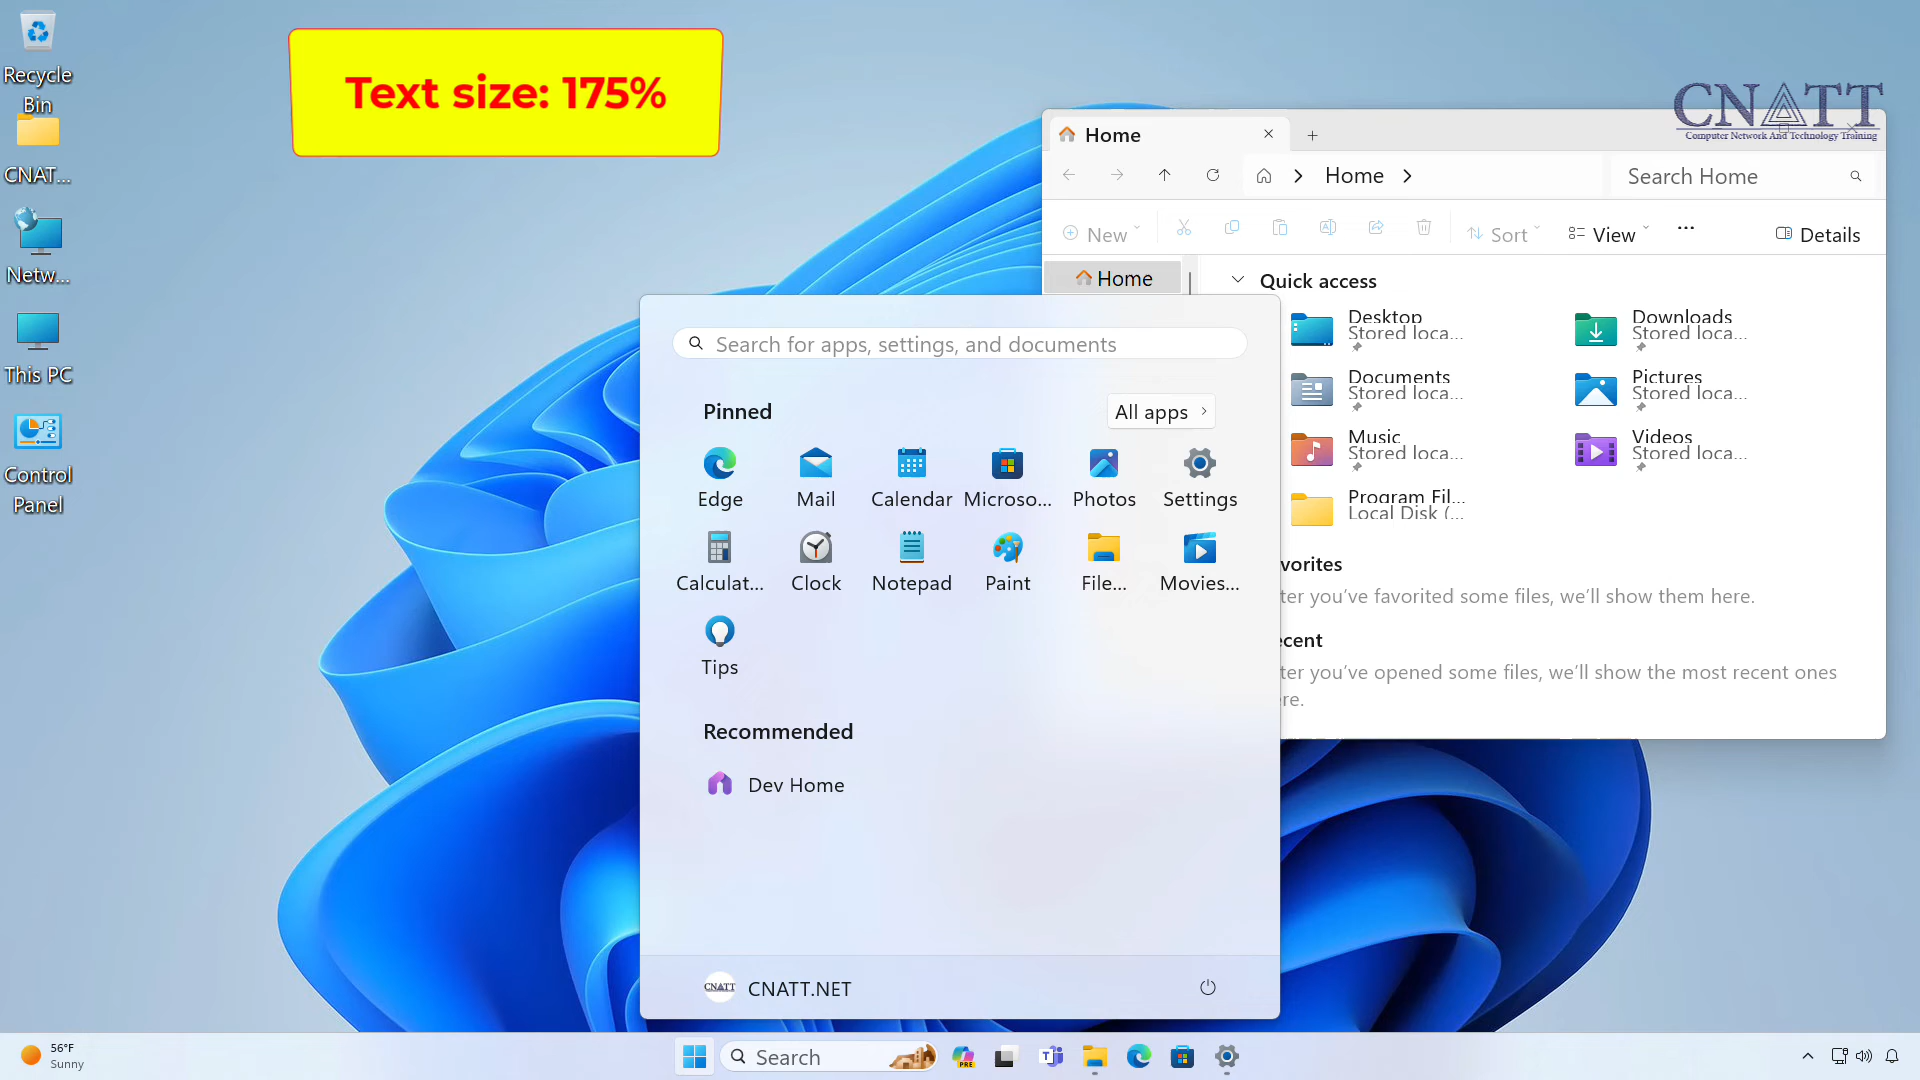 Recycle
Bin
CNAT...
Netw...
This PC
Control
Panel
Text size: 175%
CNATT
Computer Network And Technology Training
Home
Home
Search Home
New
Sort
View
...
Details
Home
Quick access
Desktop
Stored loca...
Downloads
Stored loca...
Documents
Stored loca...
Pictures
Stored loca...
Music
Stored loca...
Videos
Stored loca...
Program Fil...
Local Disk (...
vorites
ter you’ve favorited some files, we’ll show them here.
ecent
ter you’ve opened some files, we’ll show the most recent ones
re.
Search for apps, settings, and documents
Pinned
All apps
Edge
Mail
Calendar
Microso...
Photos
Settings
Calculat...
Clock
Notepad
Paint
File...
Movies...
Tips
Recommended
Dev Home
CNATT
CNATT.NET
56°F
Sunny
Search
PRE